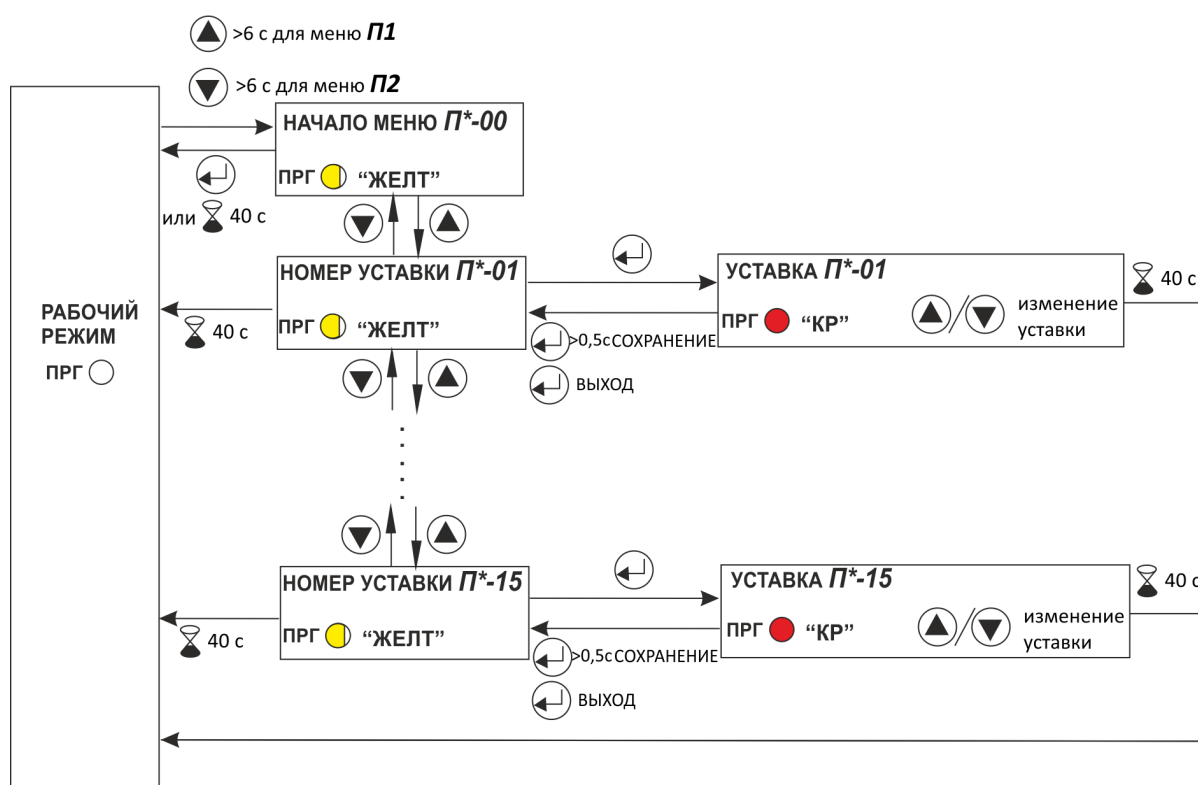 >6 с для меню П1
>6 с для меню П2
НАЧАЛО МЕНЮ П*-00
ПРГ “ЖЕЛТ”
или 40 с
НОМЕР УСТАВКИ П*-01
ПРГ “ЖЕЛТ”
40 с
УСТАВКА П*-01
ПРГ “КР”
изменение
уставки
40 с
>0,5с СОХРАНЕНИЕ
ВЫХОД
РАБОЧИЙ
РЕЖИМ
ПРГ
НОМЕР УСТАВКИ П*-15
ПРГ “ЖЕЛТ”
40 с
УСТАВКА П*-15
ПРГ “КР”
изменение
уставки
40 с
>0,5с СОХРАНЕНИЕ
ВЫХОД